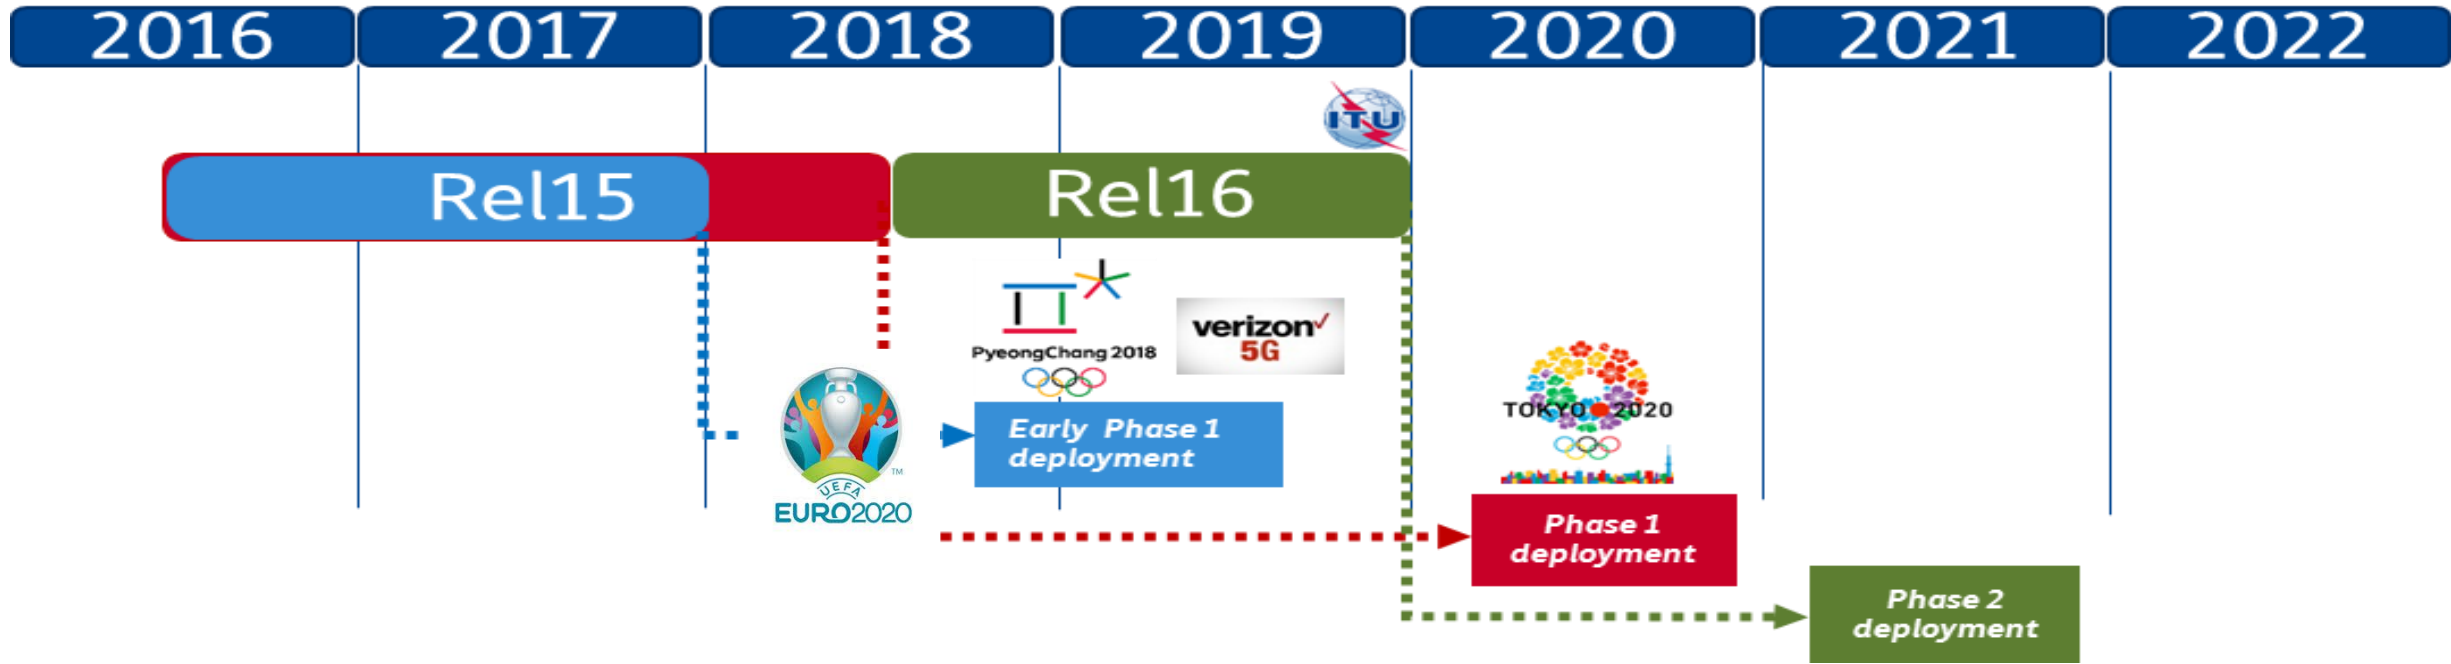 2016 2017 2018 2019 2020 2021 2022
ITU
Rel15
Rel16
PyeongChang 2018
verizon
5G
TM
UEFA
EURO2020
Early Phase 1
deployment
TOKYO 2020
Phase 1
deployment
Phase 2
deployment